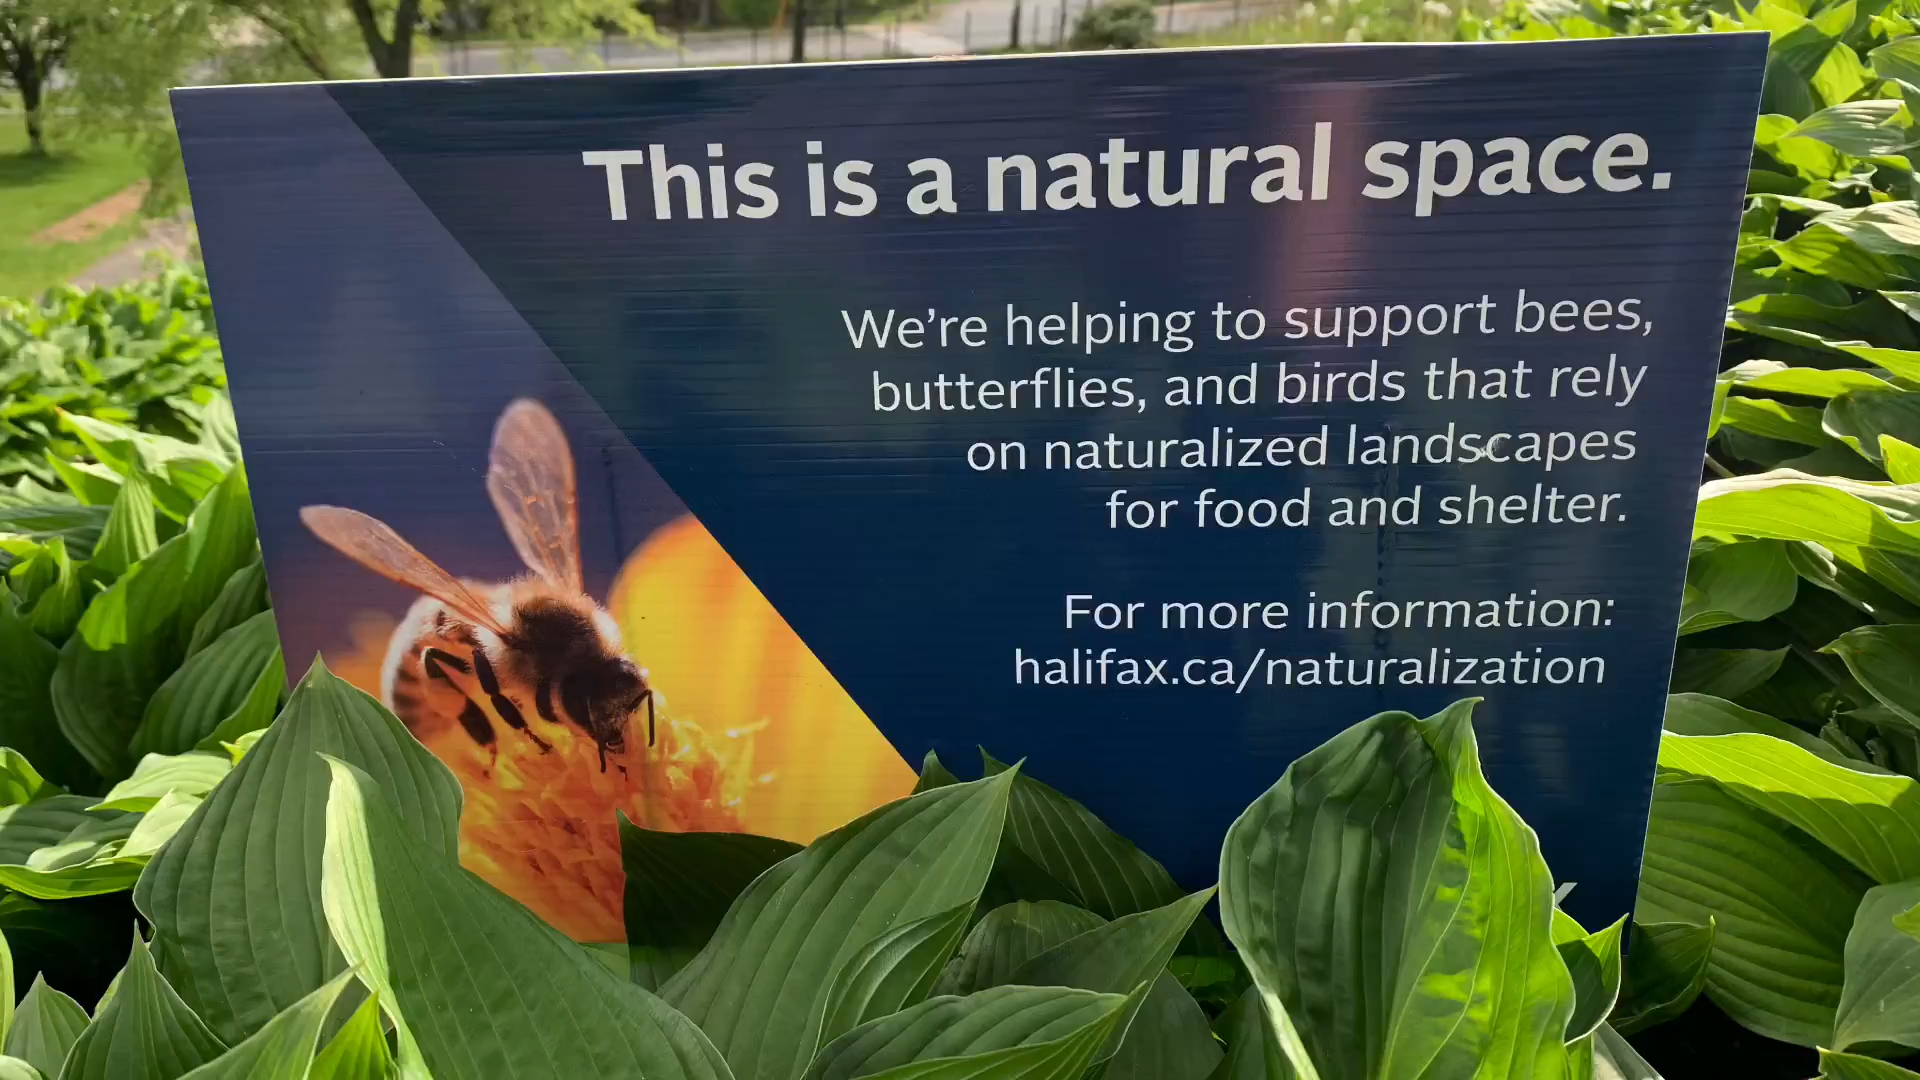 This is a natural space.
We're helping to support bees,
butterflies, and birds that rely
on naturalized landscapes
for food and shelter.
For more information:
halifax.ca/naturalization